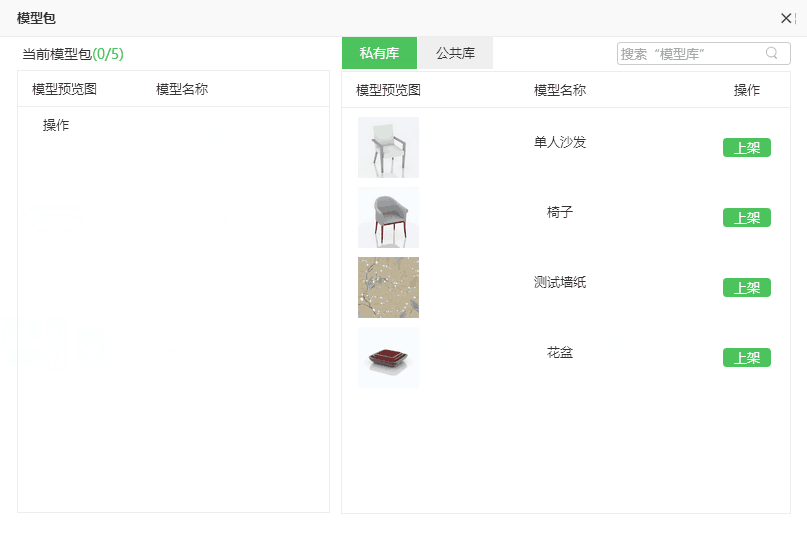 模型包
当前模型包(0/5)
私有库 公共库
搜索“模型库”
模型预览图 模型名称
操作
模型预览图 模型名称 操作
单人沙发 上架
椅子 上架
测试墙纸 上架
花盆 上架